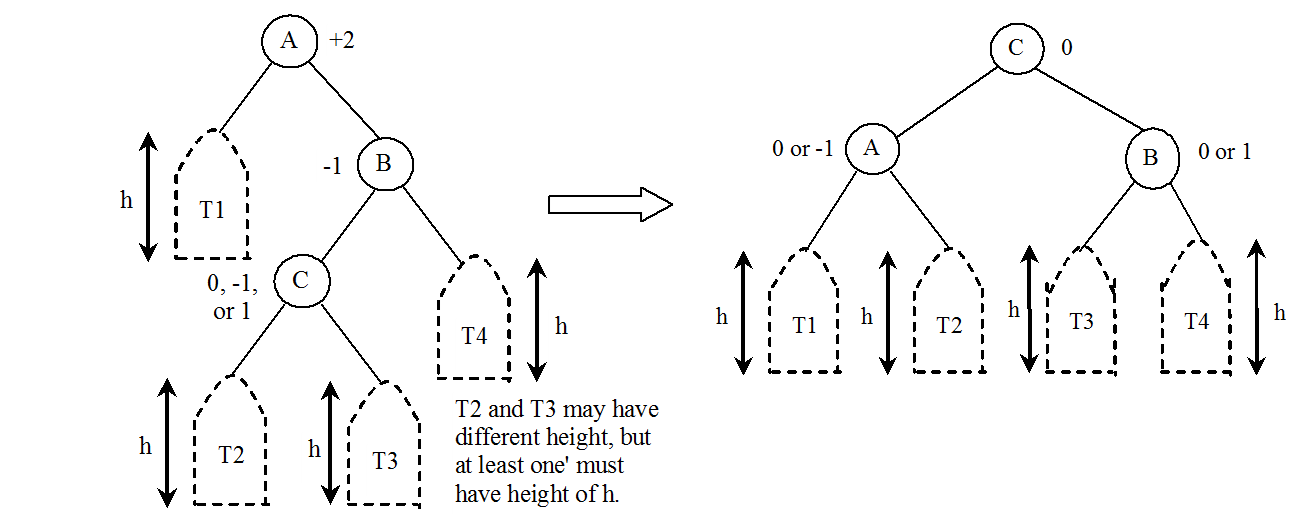 A +2
C 0
-1 B
0 or -1 A
B 0 or 1
h T1
0, -1,
or 1
C
T4 h
h T2
h T3
T2 and T3 may have
different height, but
at least one' must
have height of h.
h T1
h T2
h T3
T4 h